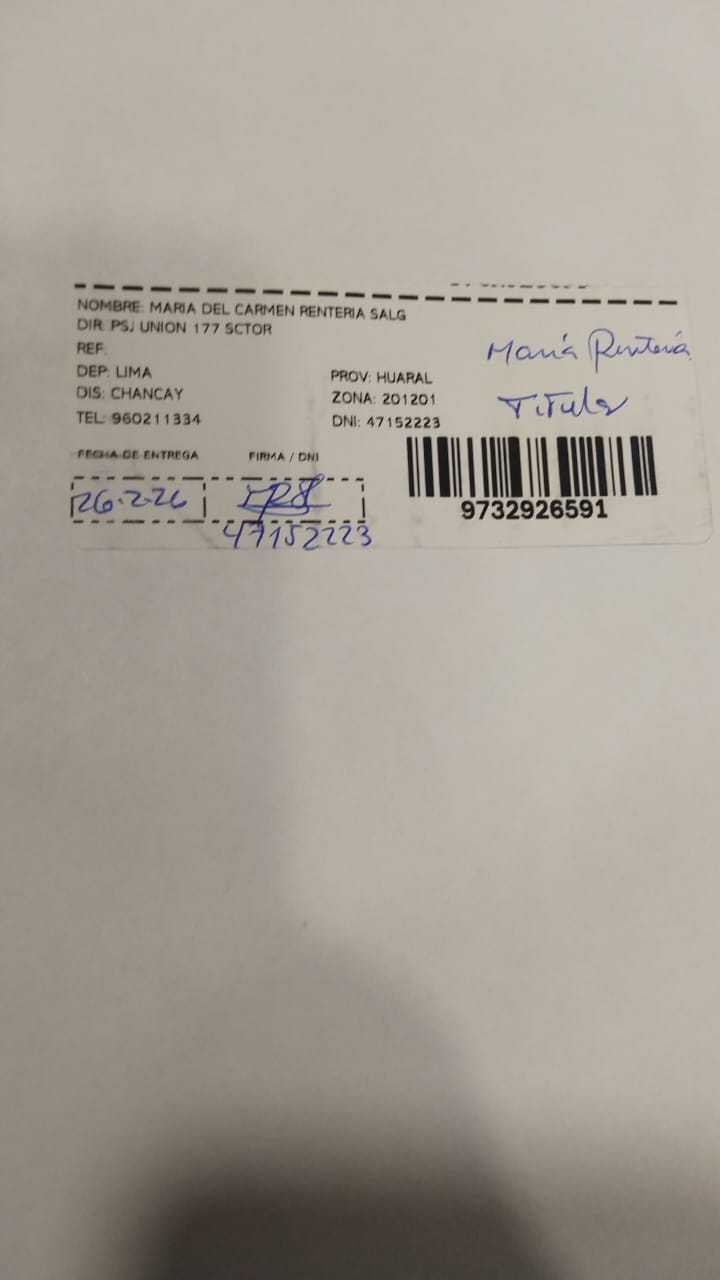 NOMBRE: MARIA DEL CARMEN RENTERIA SALG
DIR: PSJ UNION 177 SCTOR
REF:
DEP: LIMA
PROV: HUARAL
DIS: CHANCAY
ZONA: 201201
TEL: 960211334
DNI: 47152223
María Rentería
Titular
FECHA DE ENTREGA
FIRMA / DNI
26-2-26
47152223
9732926591